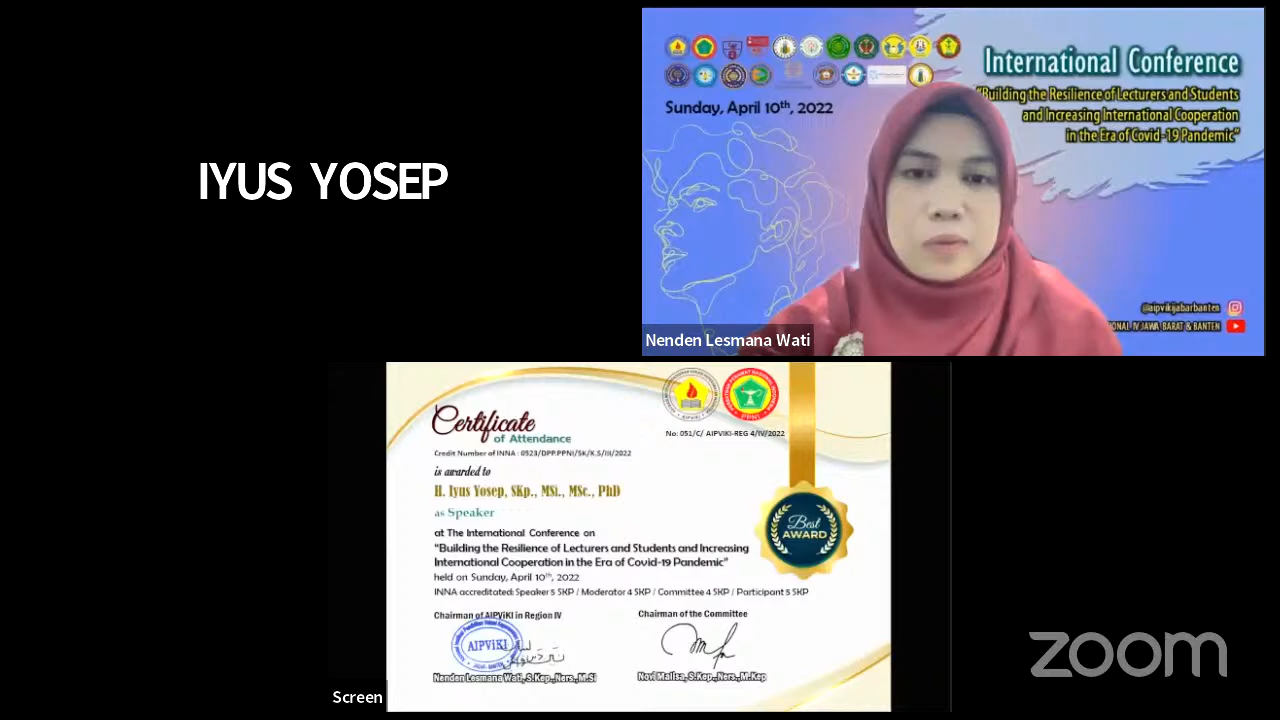 IYUS YOSEP
International Conference
"Building the Resilience of Lecturers and Students
and Increasing International Cooperation
in the Era of Covid-19 Pandemic"
Sunday, April 10th, 2022
@aipvikijabarbanten
IONAL IV JAWA BARAT & BANTEN
Nenden Lesmana Wati
Certificate
of Attendance
No: 051/C/ AIPVIKI-REG 4/IV/2022
Credit Number of INNA : 0523/DPP.PPNI/SK/K.S/III/2022
is awarded to
H. Iyus Yosep, SKp., MSi., MSc., PhD
as Speaker
at The International Conference on
"Building the Resilience of Lecturers and Students and Increasing
International Cooperation in the Era of Covid-19 Pandemic"
held on Sunday, April 10th, 2022
INNA accredited: Speaker 5 SKP / Moderator 4 SKP / Committee 4 SKP / Participant 3 SKP
Best
AWARD
Chairman of AIPViKI in Region IV
Chairman of the Committee
AIPViKI
Nenden Lesmana Wati, S.Kep.,Ners.,M.Si
Novi Malisa, S.Kep.,Ners.,M.Kep
Screen
zoom